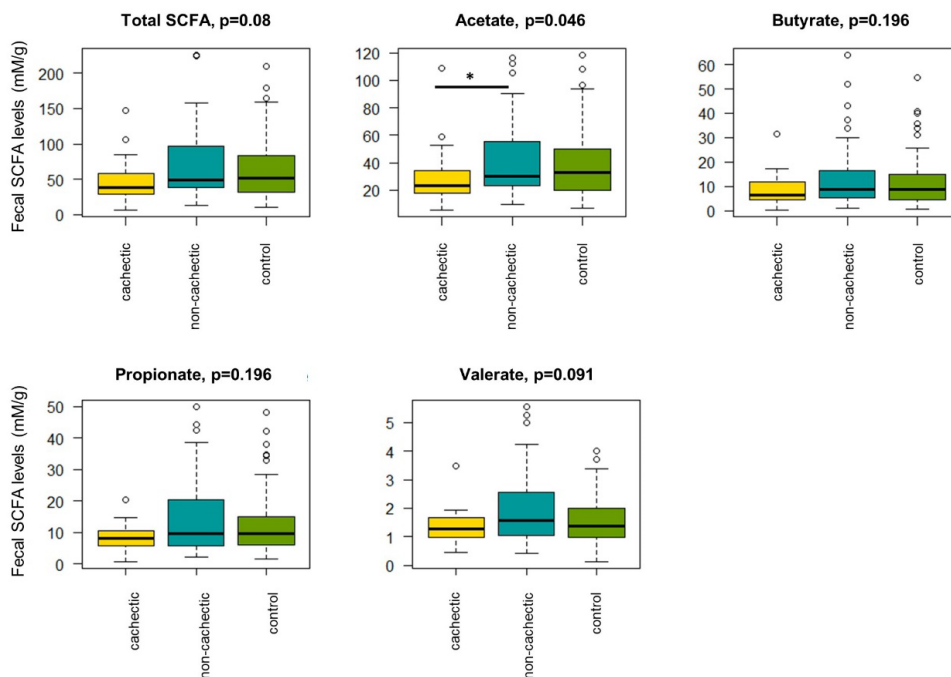 Total SCFA, p=0.08
Acetate, p=0.046
Butyrate, p=0.196
Fecal SCFA levels (mM/g)
200
150
100
50
0
120
100
80
60
40
20
*
60
50
40
30
20
10
0
cachectic
non-cachectic
control
cachectic
non-cachectic
control
cachectic
non-cachectic
control
Propionate, p=0.196
Valerate, p=0.091
Fecal SCFA levels (mM/g)
50
40
30
20
10
0
5
4
3
2
1
0
cachectic
non-cachectic
control
cachectic
non-cachectic
control